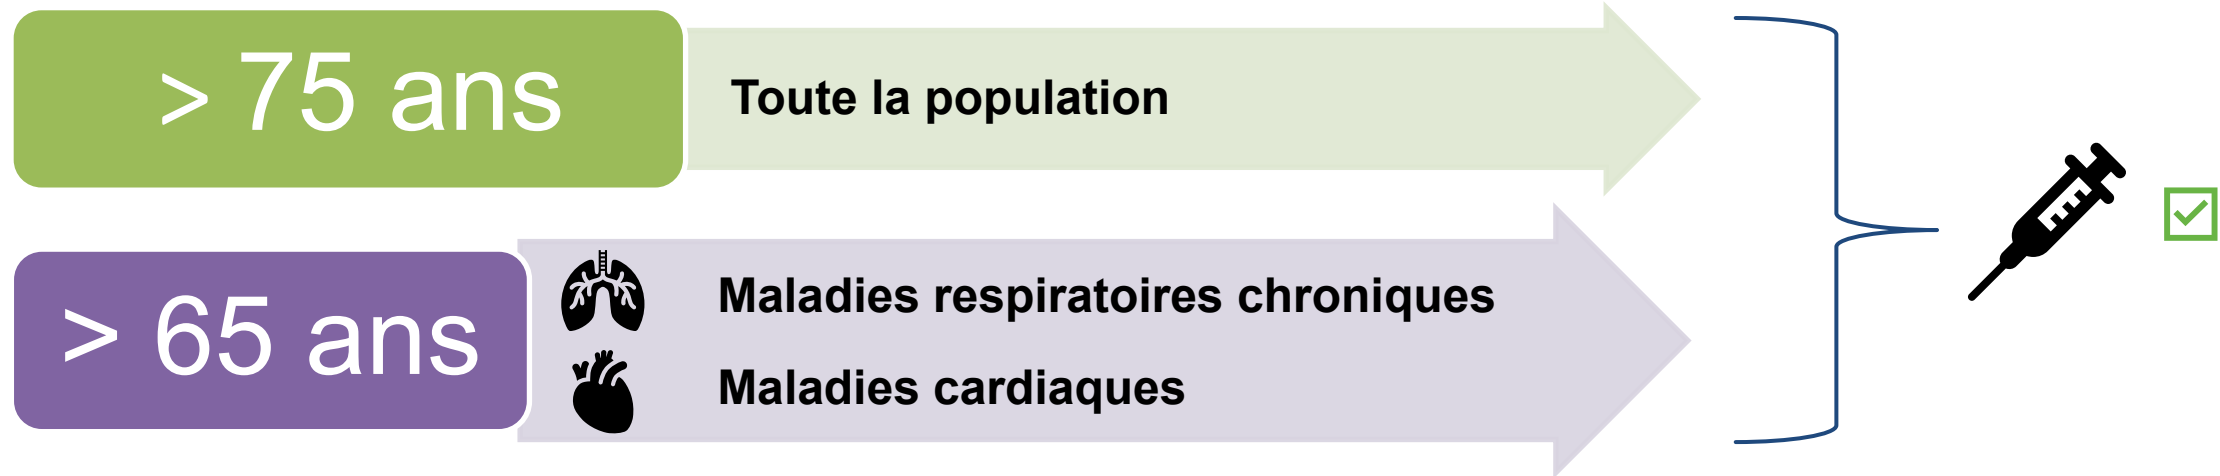 > 75 ans
Toute la population
> 65 ans
Maladies respiratoires chroniques
Maladies cardiaques